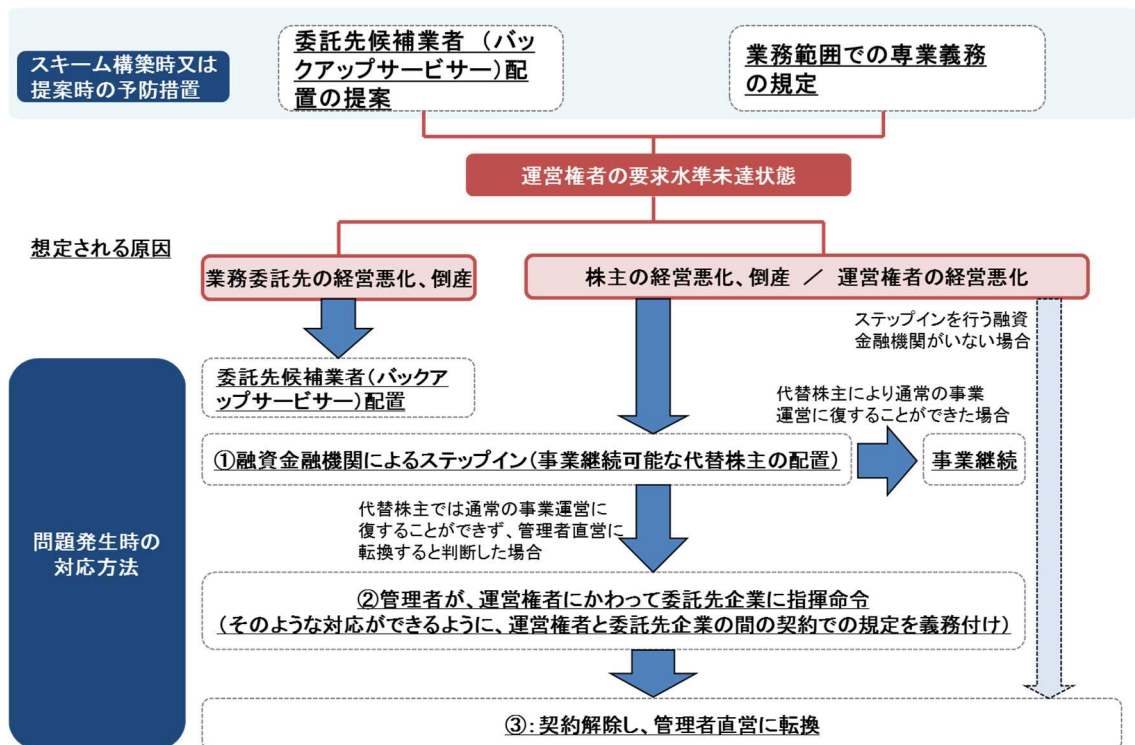 スキーム構築時又は
提案時の予防措置
委託先候補業者 （バッ
クアップサービサー）配
置の提案
業務範囲での専業義務
の規定
運営権者の要求水準未達状態
想定される原因
業務委託先の経営悪化、倒産
株主の経営悪化、倒産 ／ 運営権者の経営悪化
ステップインを行う融資
金融機関がいない場合
問題発生時の
対応方法
委託先候補業者（バックア
ップサービサー）配置
代替株主により通常の事業
運営に復することができた場合
①融資金融機関によるステップイン（事業継続可能な代替株主の配置）
事業継続
代替株主では通常の事業運営に
復することができず、管理者直営に
転換すると判断した場合
②管理者が、運営権者にかわって委託先企業に指揮命令
（そのような対応ができるように、運営権者と委託先企業の間の契約での規定を義務付け）
③：契約解除し、管理者直営に転換